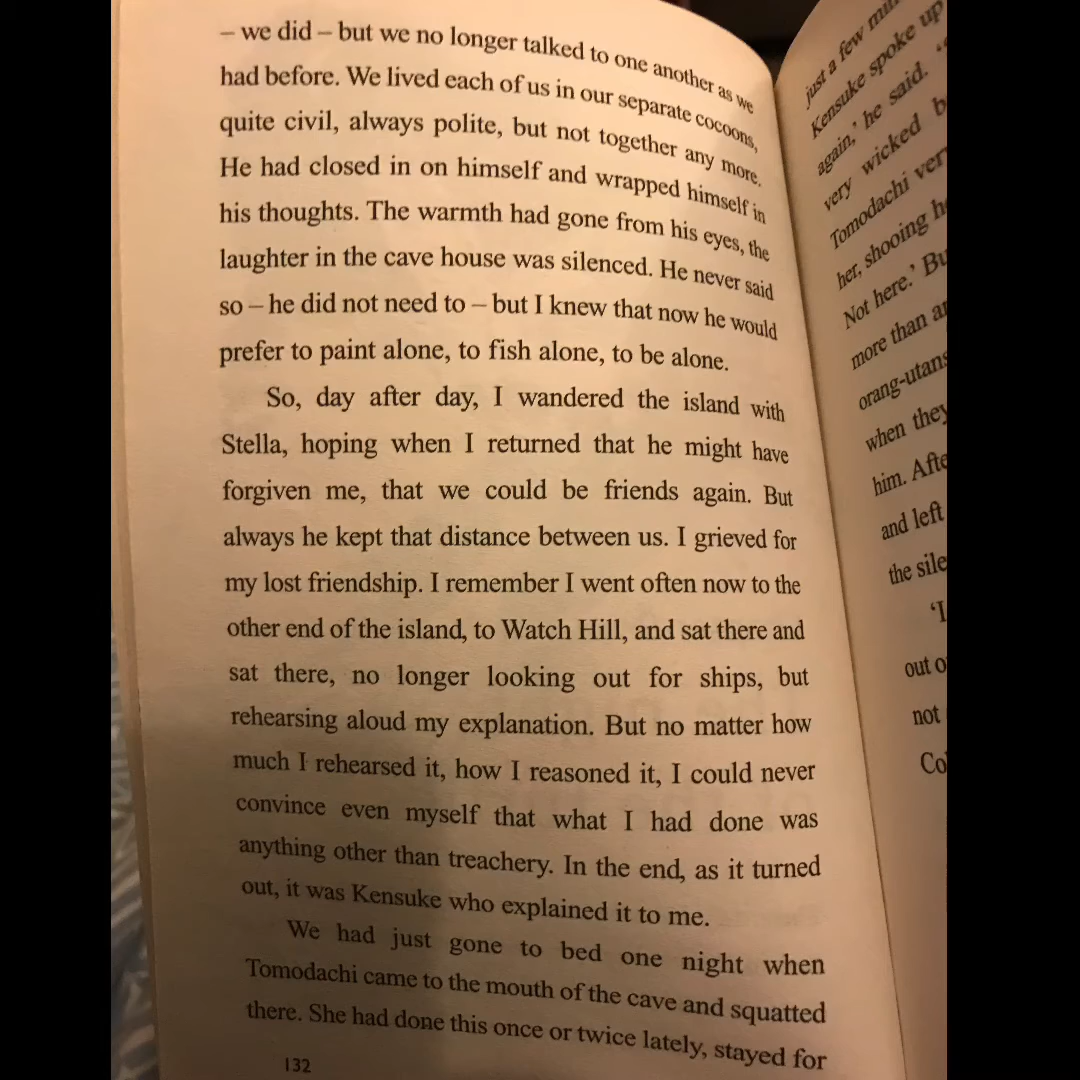 – we did – but we no longer talked to one another as we
had before. We lived each of us in our separate cocoons,
quite civil, always polite, but not together any more.
He had closed in on himself and wrapped himself in
his thoughts. The warmth had gone from his eyes, the
laughter in the cave house was silenced. He never said
so – he did not need to – but I knew that now he would
prefer to paint alone, to fish alone, to be alone.
So, day after day, I wandered the island with
Stella, hoping when I returned that he might have
forgiven me, that we could be friends again. But
always he kept that distance between us. I grieved for
my lost friendship. I remember I went often now to the
other end of the island, to Watch Hill, and sat there and
sat there, no longer looking out for ships, but
rehearsing aloud my explanation. But no matter how
much I rehearsed it, how I reasoned it, I could never
convince even myself that what I had done was
anything other than treachery. In the end, as it turned
out, it was Kensuke who explained it to me.
We had just gone to bed one night when
Tomodachi came to the mouth of the cave and squatted
there. She had done this once or twice lately, stayed for
132
just a few
Kensuke spoke up
again,' he said.
very wicked
Tomodachi
her, shooing
Not here.'
more than
orang-utans
when they
him.
and left
the
'I
out
not